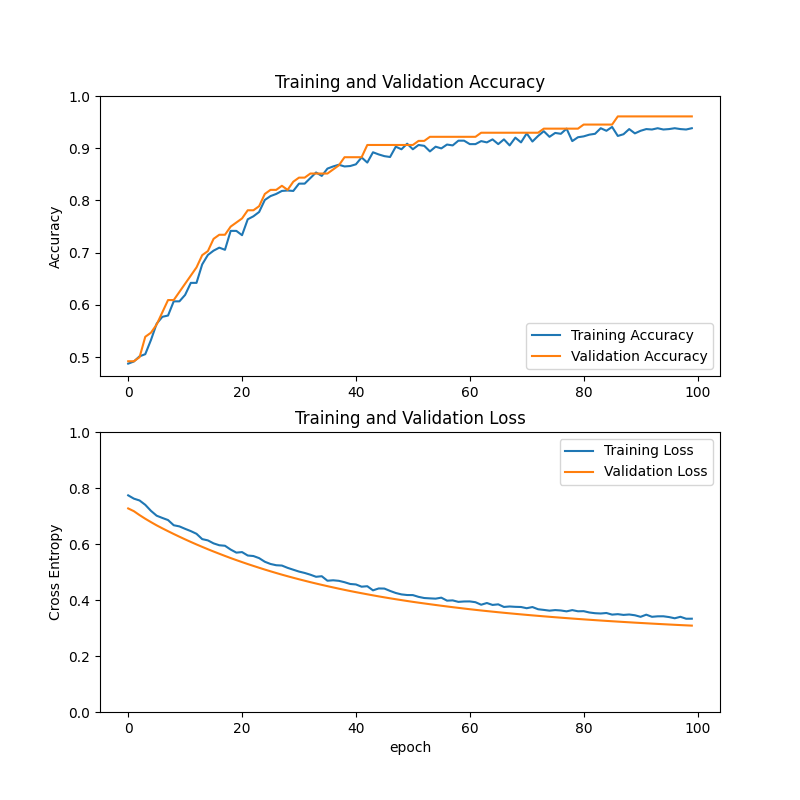 Training and Validation Accuracy
1.0
0.9
0.8
0.7
0.6
0.5
Accuracy
Training Accuracy
Validation Accuracy
0 20 40 60 80 100
Training and Validation Loss
1.0
0.8
0.6
0.4
0.2
0.0
Cross Entropy
Training Loss
Validation Loss
0 20 40 60 80 100
epoch